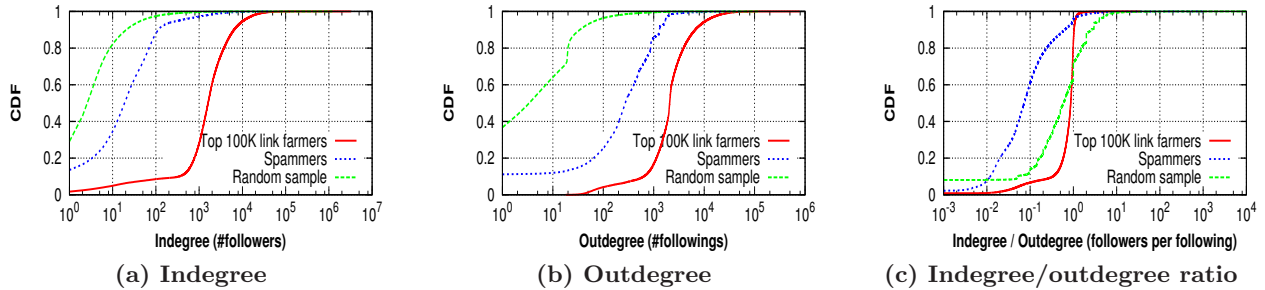 1
0.8
0.6
0.4
0.2
0
CDF
10^0 10^1 10^2 10^3 10^4 10^5 10^6 10^7
Indegree (#followers)
Top 100K link farmers
Spammers
Random sample
(a) Indegree
1
0.8
0.6
0.4
0.2
0
CDF
10^0 10^1 10^2 10^3 10^4 10^5 10^6
Outdegree (#followings)
Top 100K link farmers
Spammers
Random sample
(b) Outdegree
1
0.8
0.6
0.4
0.2
0
CDF
10^-3 10^-2 10^-1 10^0 10^1 10^2 10^3 10^4
Indegree / Outdegree (followers per following)
Top 100K link farmers
Spammers
Random sample
(c) Indegree/outdegree ratio